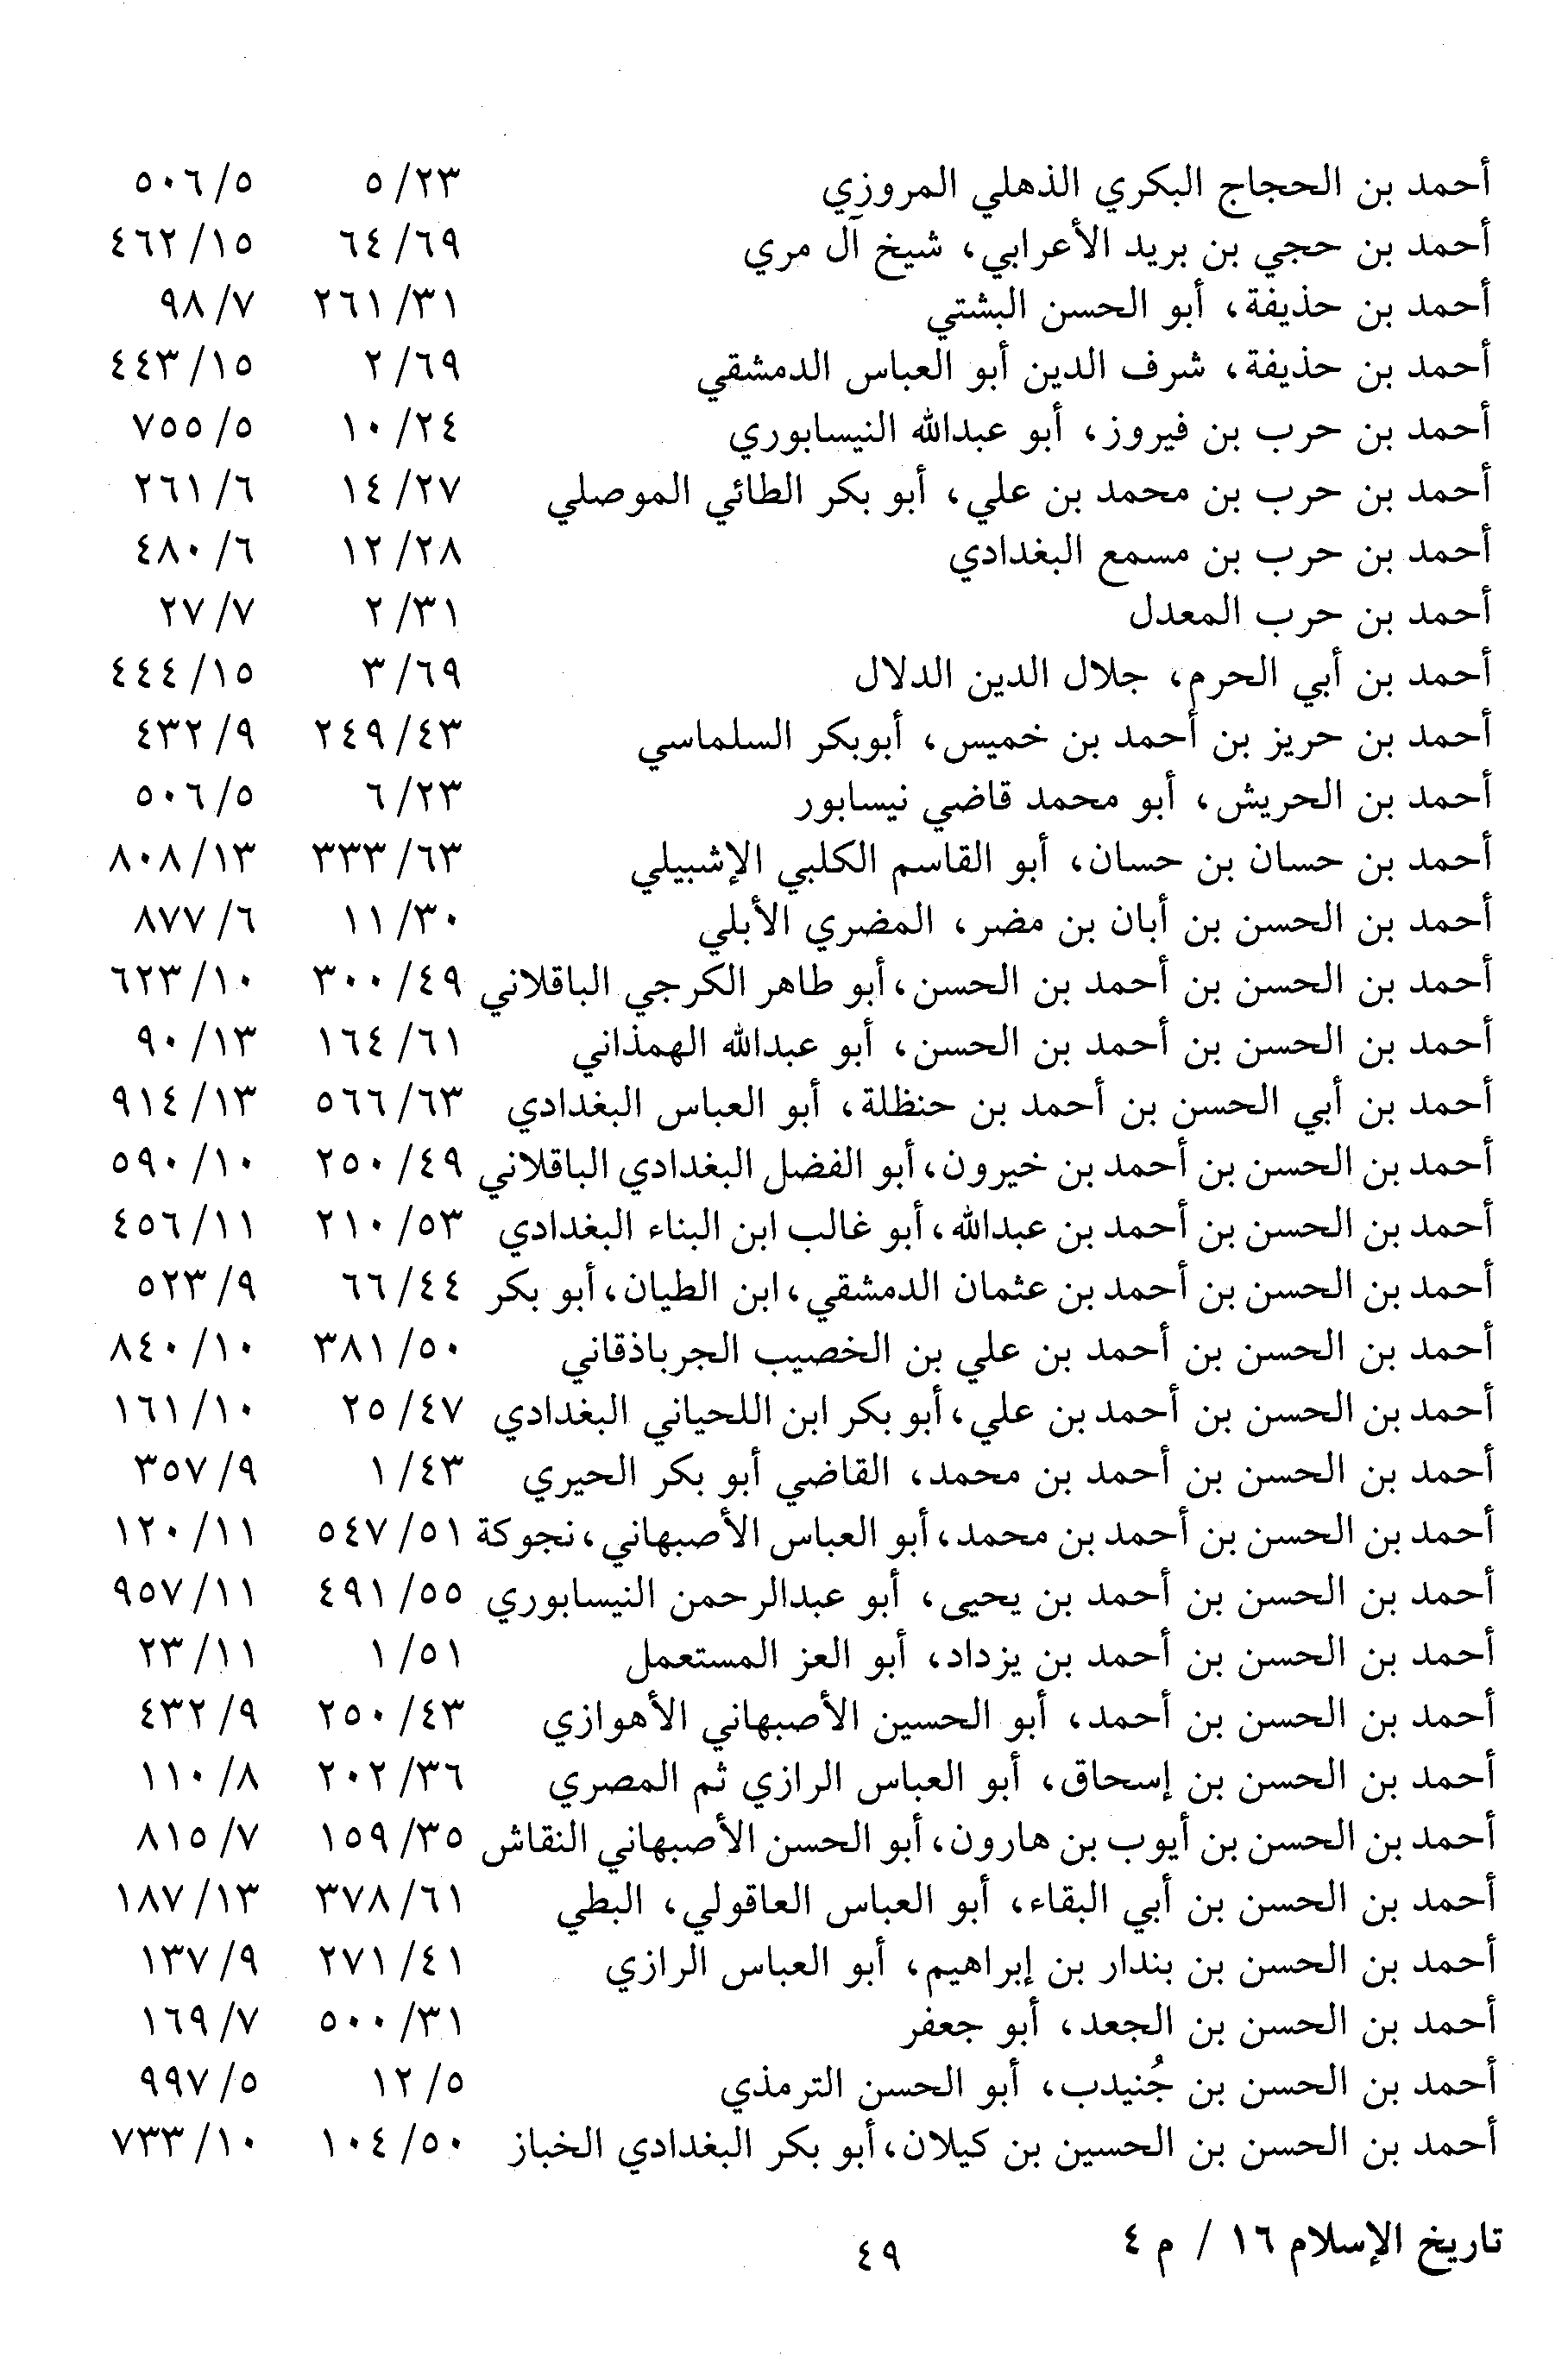 أحمد بن الحجاج البكري الذهلي المروزي ٢٣/ ٥ ٥/ ٥٠٦
أحمد بن حجي بن بريد الأعرابي، شيخ آل مري ٦٩/ ٦٤ ١٥/ ٤٦٢
أحمد بن حذيفة، أبو الحسن البشتي ٣١/ ٢٦١ ٧/ ٩٨
أحمد بن حذيفة، شرف الدين أبو العباس الدمشقي ٦٩/ ٢ ١٥/ ٤٤٣
أحمد بن حرب بن فيروز، أبو عبدالله النيسابوري ٢٤/ ١٠ ٥/ ٧٥٥
أحمد بن حرب بن محمد بن علي، أبو بكر الطائي الموصلي ٢٧/ ١٤ ٦/ ٢٦١
أحمد بن حرب بن مسمع البغدادي ٢٨/ ١٢ ٦/ ٤٨٠
أحمد بن حرب المعدل ٣١/ ٢ ٧/ ٢٧
أحمد بن أبي الحرم، جلال الدين الدلال ٦٩/ ٣ ١٥/ ٤٤٤
أحمد بن حريز بن أحمد بن خميس، أبوبكر السلماسي ٤٣/ ٢٤٩ ٩/ ٤٣٢
أحمد بن الحريش، أبو محمد قاضي نيسابور ٢٣/ ٦ ٥/ ٥٠٦
أحمد بن حسان بن حسان، أبو القاسم الكلبي الإشبيلي ٦٣/ ٣٣٣ ١٣/ ٨٠٨
أحمد بن الحسن بن أبان بن مضر، المضري الأبلي ٣٠/ ١١ ٦/ ٨٧٧
أحمد بن الحسن بن أحمد بن الحسن، أبو طاهر الكرجي الباقلاني ٤٩/ ٣٠٠ ١٠/ ٦٢٣
أحمد بن الحسن بن أحمد بن الحسن، أبو عبدالله الهمذاني ٦١/ ١٦٤ ١٣/ ٩٠
أحمد بن أبي الحسن بن أحمد بن حنظلة، أبو العباس البغدادي ٦٣/ ٥٦٦ ١٣/ ٩١٤
أحمد بن الحسن بن أحمد بن خيرون، أبو الفضل البغدادي الباقلاني ٤٩/ ٢٥٠ ١٠/ ٥٩٠
أحمد بن الحسن بن أحمد بن عبدالله، أبو غالب ابن البناء البغدادي ٥٣/ ٢١٠ ١١/ ٤٥٦
أحمد بن الحسن بن أحمد بن عثمان الدمشقي، ابن الطيان، أبو بكر ٤٤/ ٦٦ ٩/ ٥٢٣
أحمد بن الحسن بن أحمد بن علي بن الخصيب الجرباذقاني ٥٠/ ٣٨١ ١٠/ ٨٤٠
أحمد بن الحسن بن أحمد بن علي، أبو بكر ابن اللحياني البغدادي ٤٧/ ٢٥ ١٠/ ١٦١
أحمد بن الحسن بن أحمد بن محمد، القاضي أبو بكر الحيري ٤٣/ ١ ٩/ ٣٥٧
أحمد بن الحسن بن أحمد بن محمد، أبو العباس الأصبهاني، نجوكة ٥١/ ٥٤٧ ١١/ ١٢٠
أحمد بن الحسن بن أحمد بن يحيى، أبو عبدالرحمن النيسابوري ٥٥/ ٤٩١ ١١/ ٩٥٧
أحمد بن الحسن بن أحمد بن يزداد، أبو العز المستعمل ٥١/ ١ ١١/ ٢٣
أحمد بن الحسن بن أحمد، أبو الحسين الأصبهاني الأهوازي ٤٣/ ٢٥٠ ٩/ ٤٣٢
أحمد بن الحسن بن إسحاق، أبو العباس الرازي ثم المصري ٣٦/ ٢٠٢ ٨/ ١١٠
أحمد بن الحسن بن أيوب بن هارون، أبو الحسن الأصبهاني النقاش ٣٥/ ١٥٩ ٧/ ٨١٥
أحمد بن الحسن بن أبي البقاء، أبو العباس العاقولي، البطي ٦١/ ٣٧٨ ١٣/ ١٨٧
أحمد بن الحسن بن بندار بن إبراهيم، أبو العباس الرازي ٤١/ ٢٧١ ٩/ ١٣٧
أحمد بن الحسن بن الجعد، أبو جعفر ٣١/ ٥٠٠ ٧/ ١٦٩
أحمد بن الحسن بن جُنيدب، أبو الحسن الترمذي ٥/ ١٢ ٥/ ٩٩٧
أحمد بن الحسن بن الحسين بن كيلان، أبو بكر البغدادي الخباز ٥٠/ ١٠٤ ١٠/ ٧٣٣
تاريخ الإسلام ١٦ / م ٤
٤٩